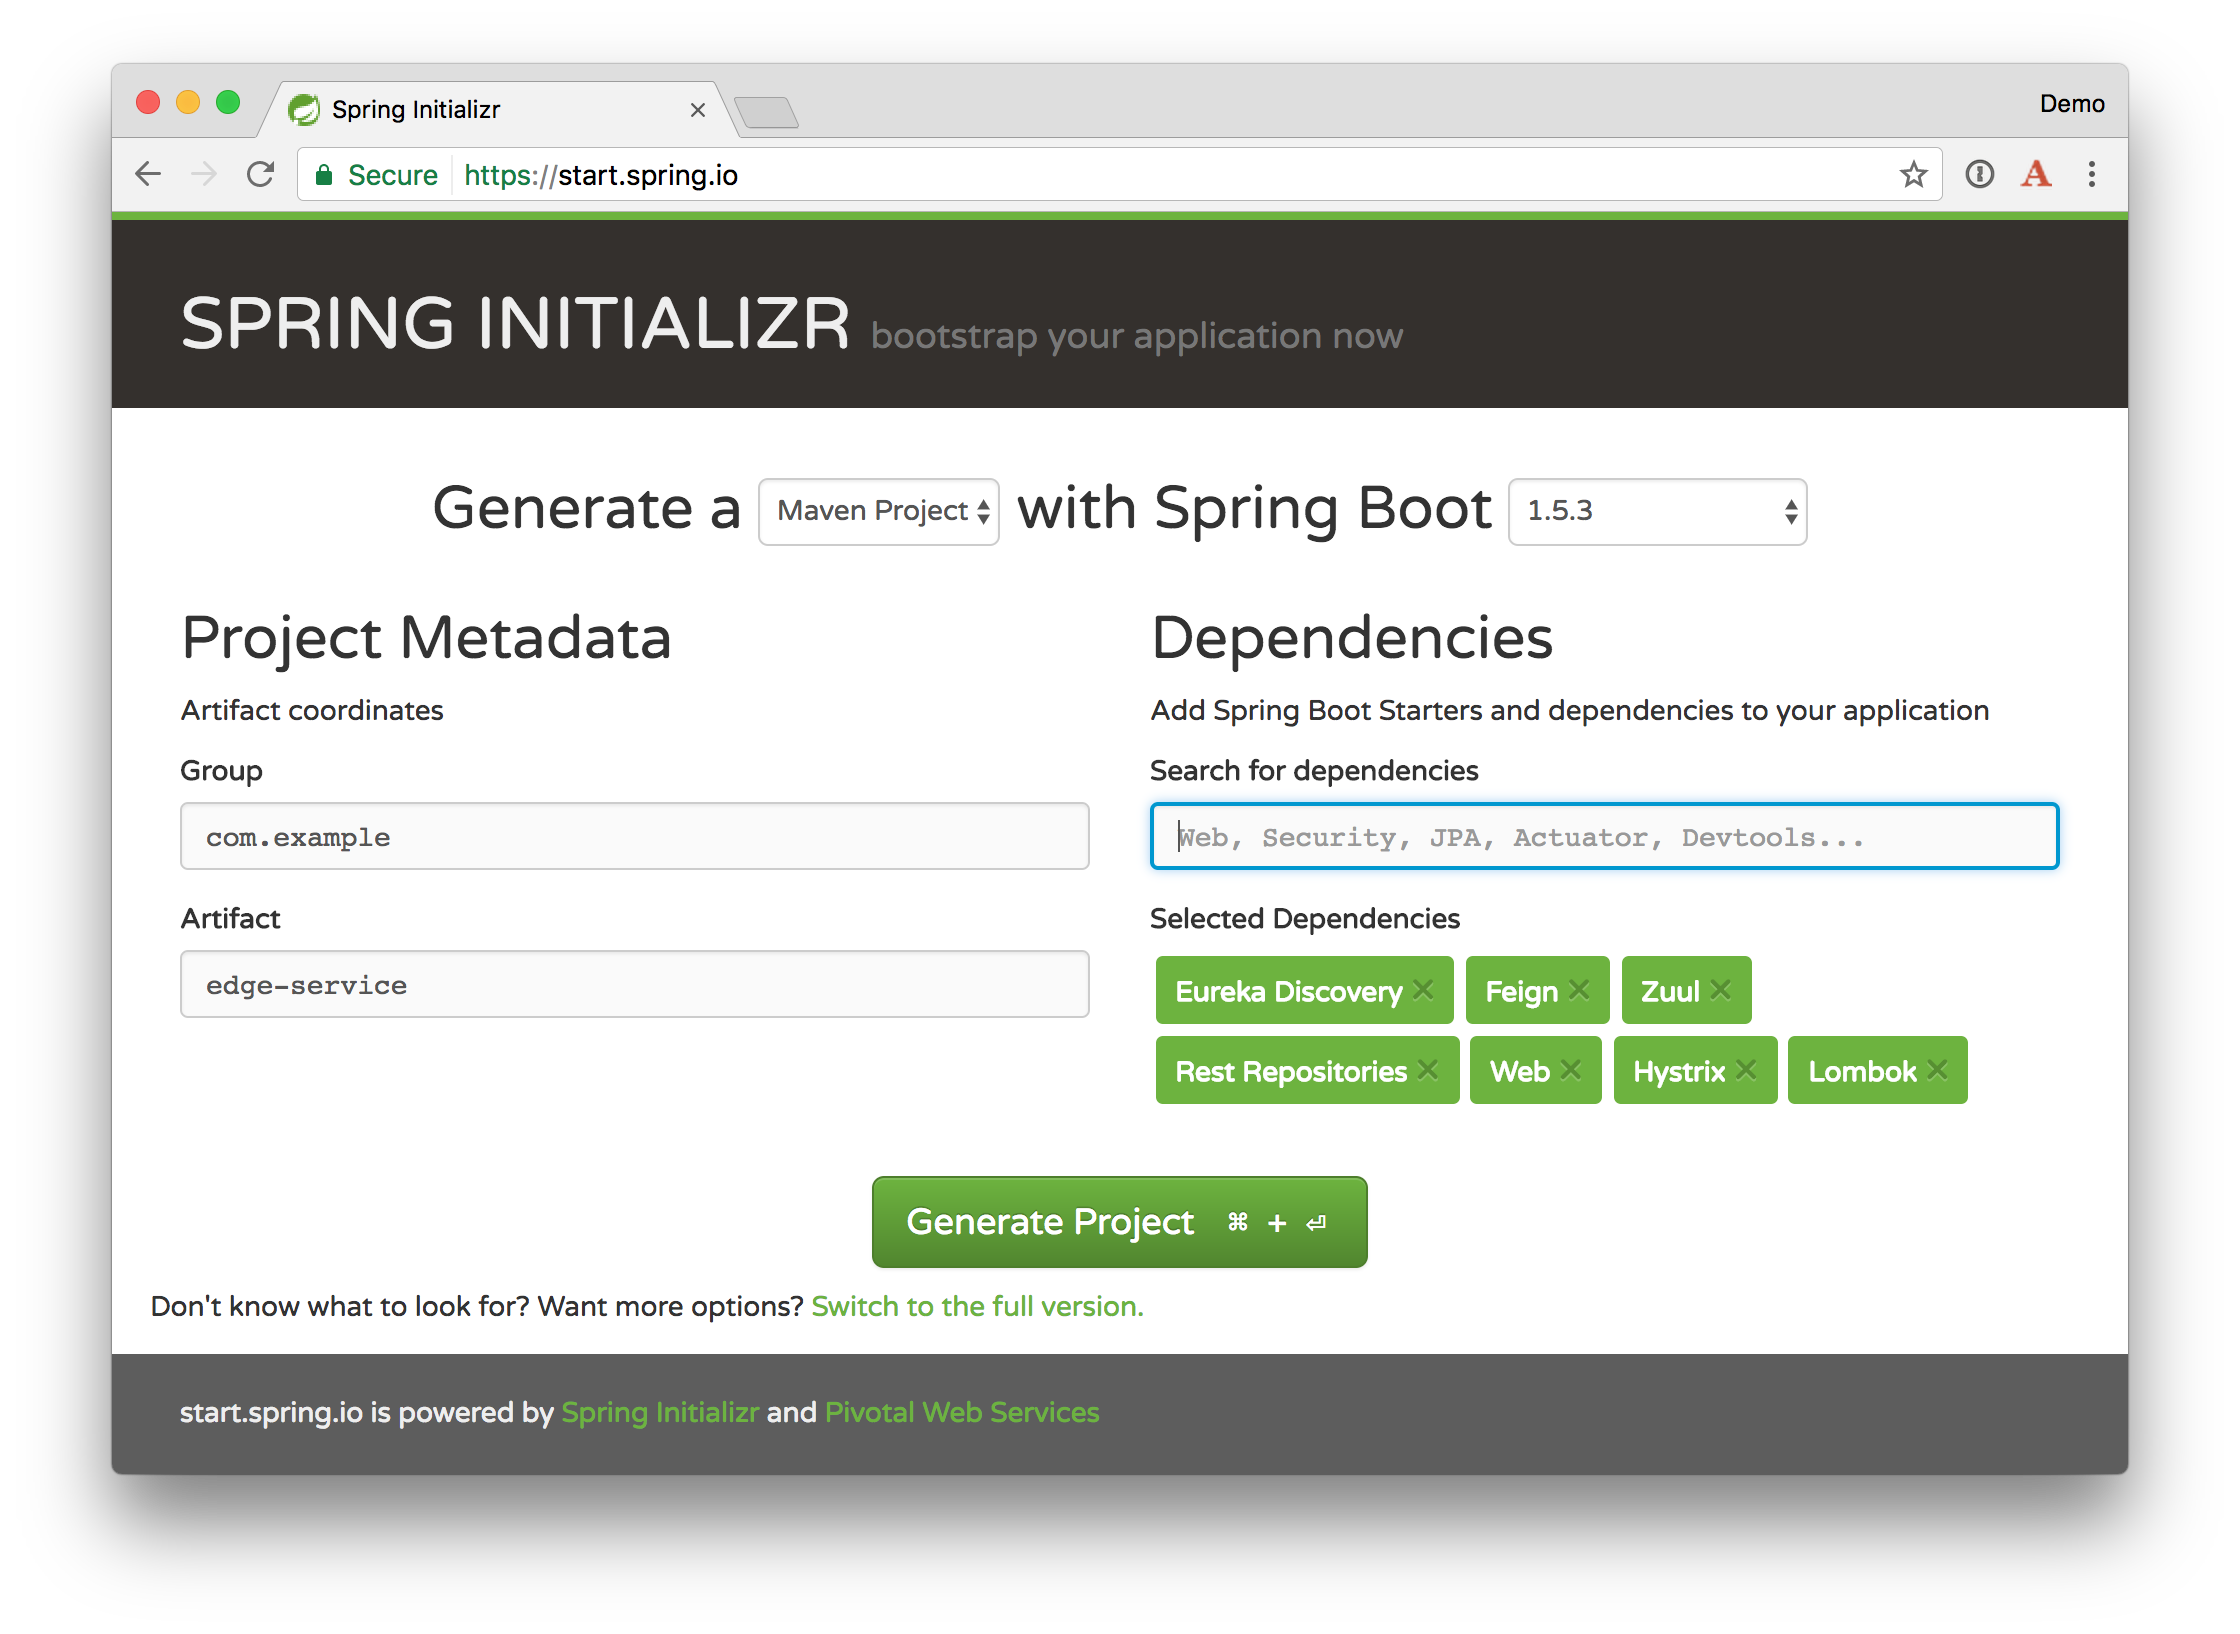 Spring Initializr
Demo
Secure https://start.spring.io
SPRING INITIALIZR bootstrap your application now
Generate a Maven Project with Spring Boot 1.5.3
Project Metadata
Artifact coordinates
Group
com.example
Artifact
edge-service
Dependencies
Add Spring Boot Starters and dependencies to your application
Search for dependencies
Web, Security, JPA, Actuator, Devtools...
Selected Dependencies
Eureka Discovery × Feign × Zuul ×
Rest Repositories × Web × Hystrix × Lombok ×
Generate Project ⌘ + ⏎
Don't know what to look for? Want more options? Switch to the full version.
start.spring.io is powered by Spring Initializr and Pivotal Web Services